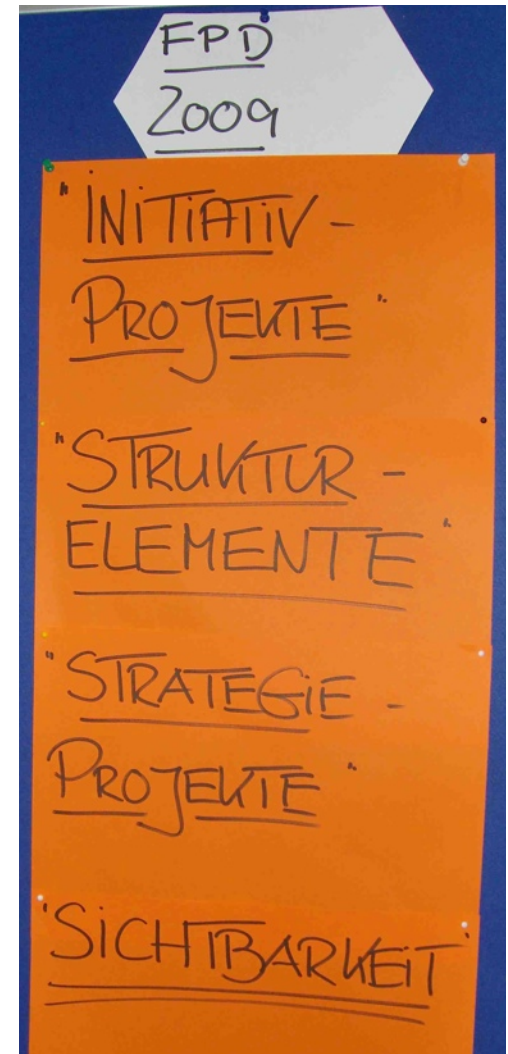 FPD
2009
"INITIATIV-
PROJEKTE"
"STRUKTUR-
ELEMENTE"
"STRATEGIE-
PROJEKTE"
"SICHTBARKEIT"